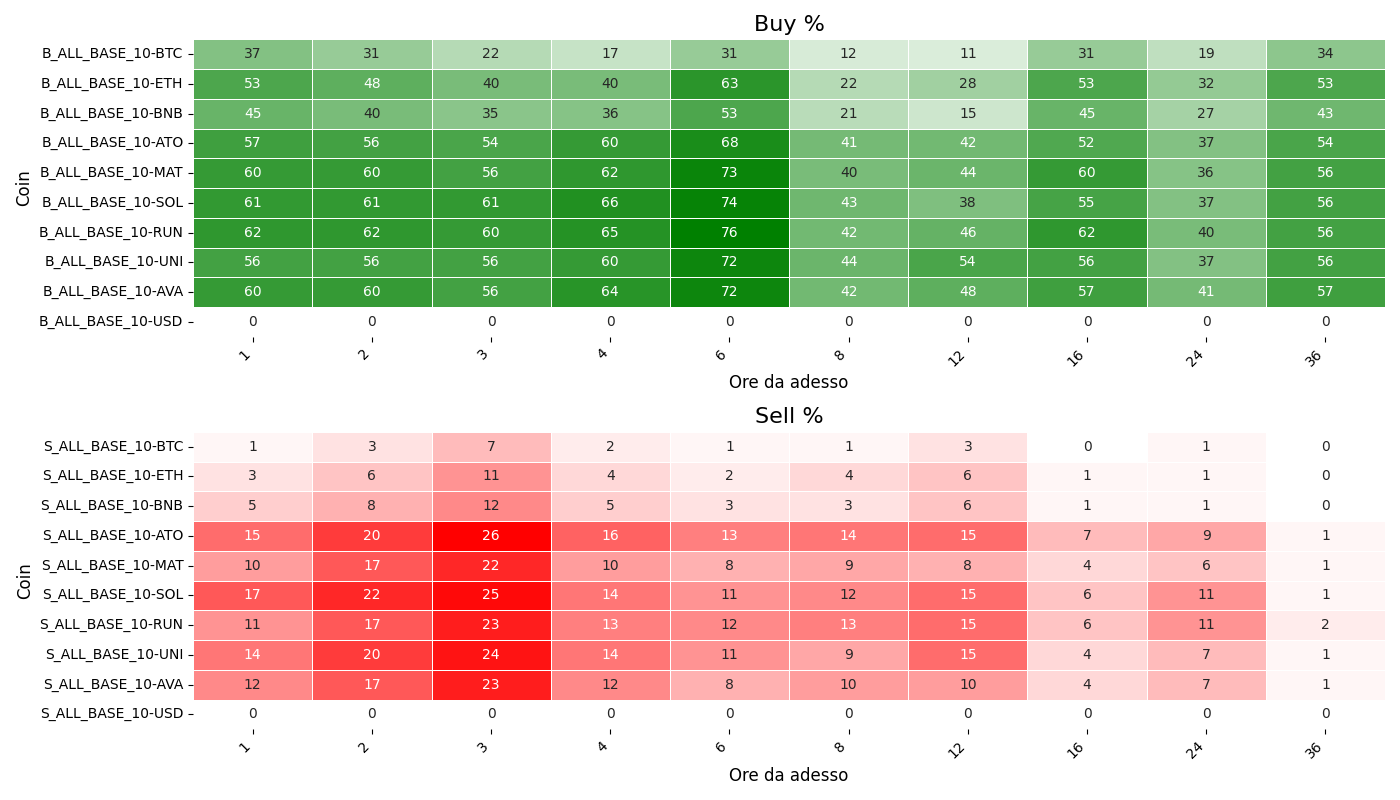 Buy %
Coin
B_ALL_BASE_10-BTC 37 31 22 17 31 12 11 31 19 34
B_ALL_BASE_10-ETH 53 48 40 40 63 22 28 53 32 53
B_ALL_BASE_10-BNB 45 40 35 36 53 21 15 45 27 43
B_ALL_BASE_10-ATO 57 56 54 60 68 41 42 52 37 54
B_ALL_BASE_10-MAT 60 60 56 62 73 40 44 60 36 56
B_ALL_BASE_10-SOL 61 61 61 66 74 43 38 55 37 56
B_ALL_BASE_10-RUN 62 62 60 65 76 42 46 62 40 56
B_ALL_BASE_10-UNI 56 56 56 60 72 44 54 56 37 56
B_ALL_BASE_10-AVA 60 60 56 64 72 42 48 57 41 57
B_ALL_BASE_10-USD 0 0 0 0 0 0 0 0 0 0
1 2 3 4 6 8 12 16 24 36
Ore da adesso
Sell %
Coin
S_ALL_BASE_10-BTC 1 3 7 2 1 1 3 0 1 0
S_ALL_BASE_10-ETH 3 6 11 4 2 4 6 1 1 0
S_ALL_BASE_10-BNB 5 8 12 5 3 3 6 1 1 0
S_ALL_BASE_10-ATO 15 20 26 16 13 14 15 7 9 1
S_ALL_BASE_10-MAT 10 17 22 10 8 9 8 4 6 1
S_ALL_BASE_10-SOL 17 22 25 14 11 12 15 6 11 1
S_ALL_BASE_10-RUN 11 17 23 13 12 13 15 6 11 2
S_ALL_BASE_10-UNI 14 20 24 14 11 9 15 4 7 1
S_ALL_BASE_10-AVA 12 17 23 12 8 10 10 4 7 1
S_ALL_BASE_10-USD 0 0 0 0 0 0 0 0 0 0
1 2 3 4 6 8 12 16 24 36
Ore da adesso